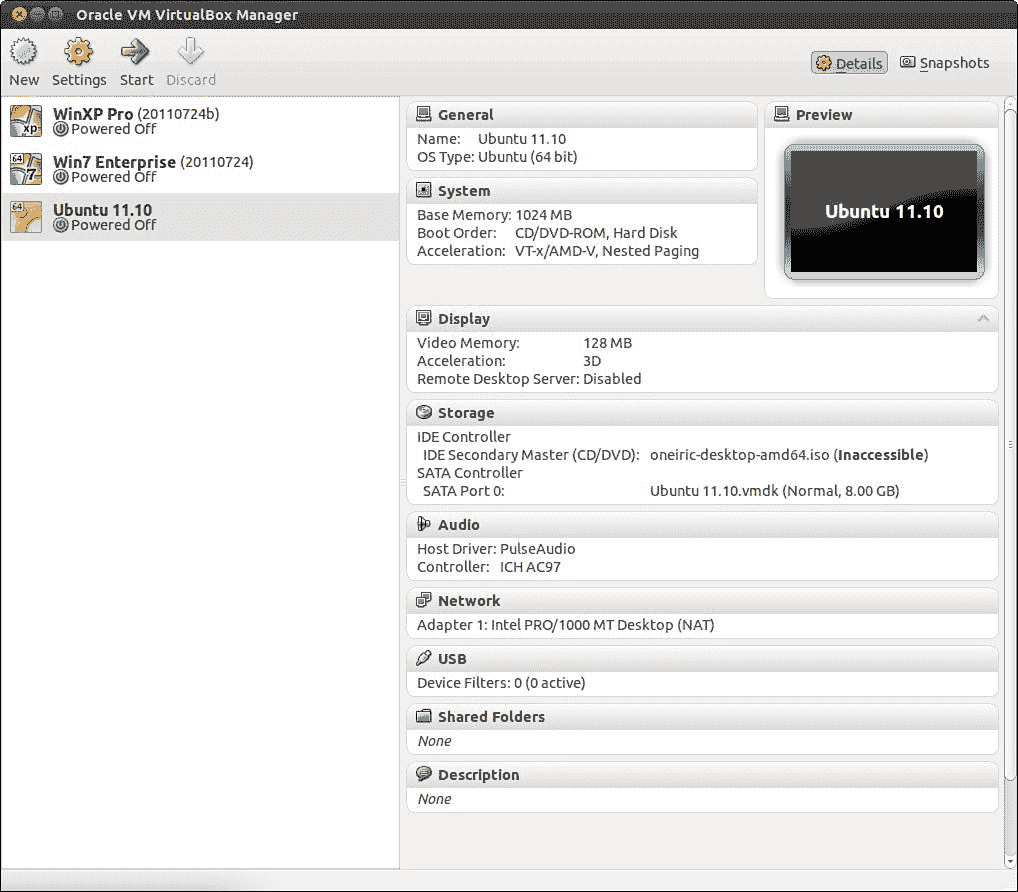 Oracle VM VirtualBox Manager
New Settings Start Discard
Details Snapshots
WinXP Pro (20110724b)
Powered Off
Win7 Enterprise (20110724)
Powered Off
Ubuntu 11.10
Powered Off
xp
64
7
64
General
Name: Ubuntu 11.10
OS Type: Ubuntu (64 bit)
System
Base Memory: 1024 MB
Boot Order: CD/DVD-ROM, Hard Disk
Acceleration: VT-x/AMD-V, Nested Paging
Preview
Ubuntu 11.10
Display
Video Memory: 128 MB
Acceleration: 3D
Remote Desktop Server: Disabled
Storage
IDE Controller
IDE Secondary Master (CD/DVD): oneiric-desktop-amd64.iso (Inaccessible)
SATA Controller
SATA Port 0: Ubuntu 11.10.vmdk (Normal, 8.00 GB)
Audio
Host Driver: PulseAudio
Controller: ICH AC97
Network
Adapter 1: Intel PRO/1000 MT Desktop (NAT)
USB
Device Filters: 0 (0 active)
Shared Folders
None
Description
None